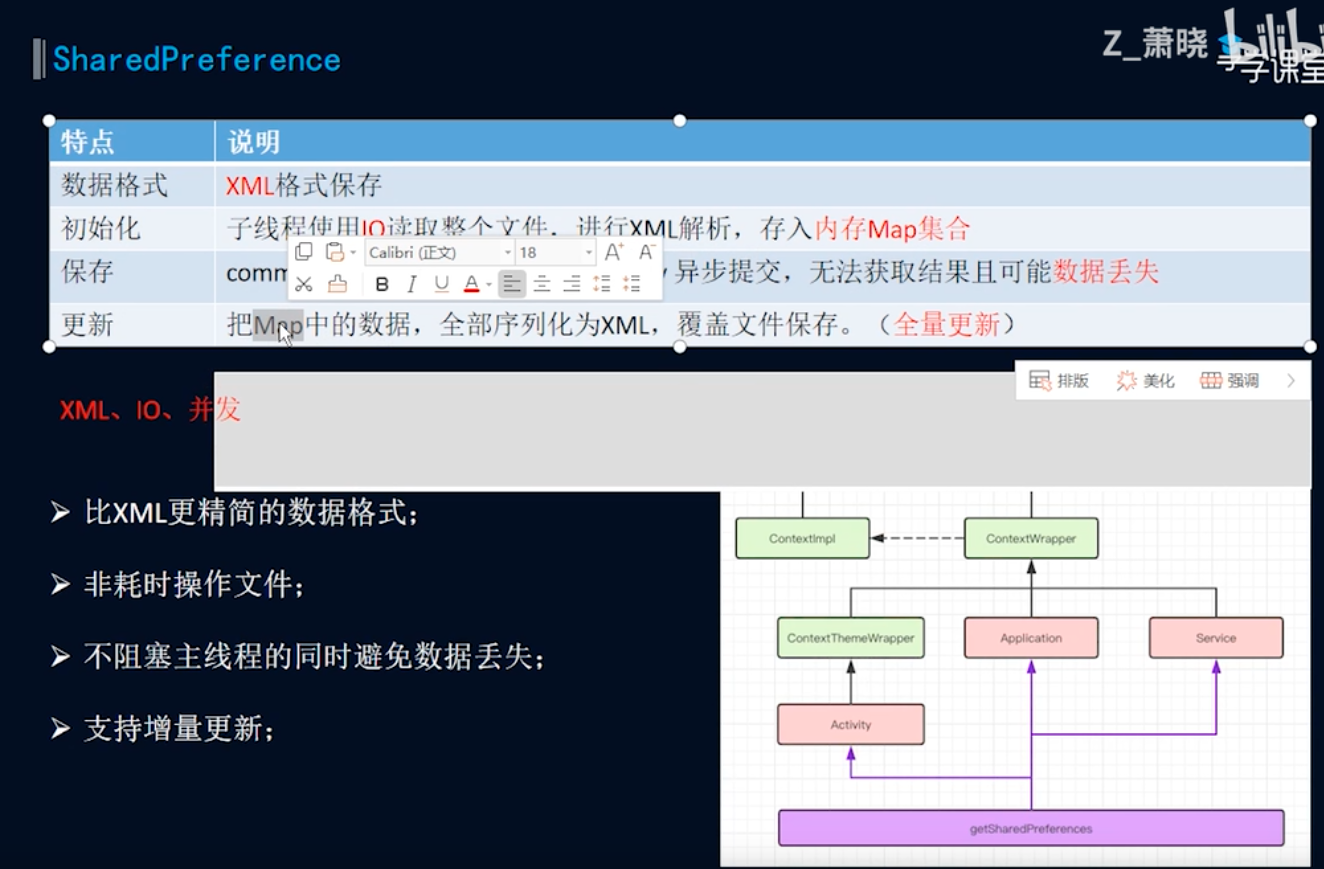 SharedPreference
Z_萧晓
bilibili
享学课堂
特点 说明
数据格式 XML格式保存
初始化 子线程使用IO读取整个文件，进行XML解析，存入内存Map集合
Calibri (正文) 18
保存 comm 异步提交，无法获取结果且可能数据丢失
B I U A
更新 把Map中的数据，全部序列化为XML，覆盖文件保存。（全量更新）
排版 美化 强调
XML、IO、并发
比XML更精简的数据格式；
非耗时操作文件；
不阻塞主线程的同时避免数据丢失；
支持增量更新；
ContextImpl ContextWrapper
ContextThemeWrapper Application Service
Activity
getSharedPreferences